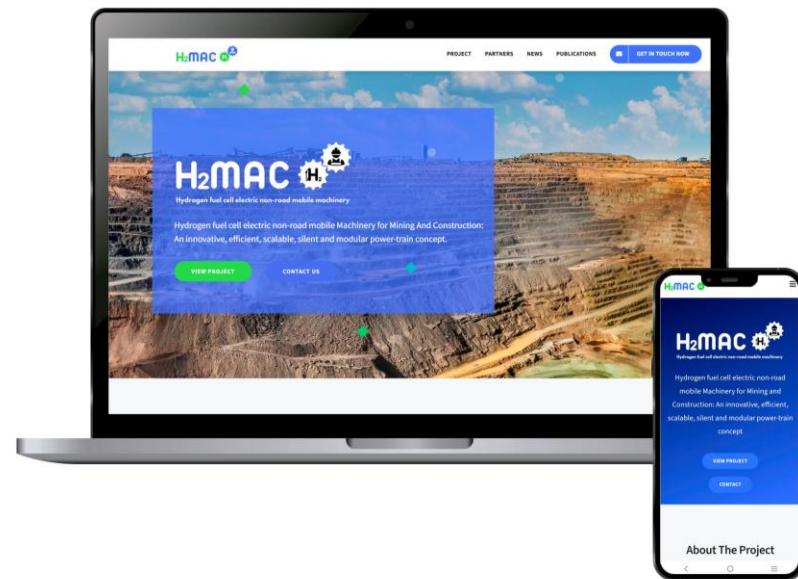 H₂MAC H₂
PROJECT PARTNERS NEWS PUBLICATIONS GET IN TOUCH NOW
H₂MAC H₂
Hydrogen fuel cell electric non-road mobile machinery
Hydrogen fuel cell electric non-road mobile Machinery for Mining And Construction:
An innovative, efficient, scalable, silent and modular power-train concept.
VIEW PROJECT CONTACT US
H₂MAC
H₂MAC H₂
Hydrogen fuel cell electric non-road mobile machinery
Hydrogen fuel cell electric non-road
mobile Machinery for Mining and
Construction: An innovative, efficient,
scalable, silent and modular power-train
concept
VIEW PROJECT
CONTACT
About The Project